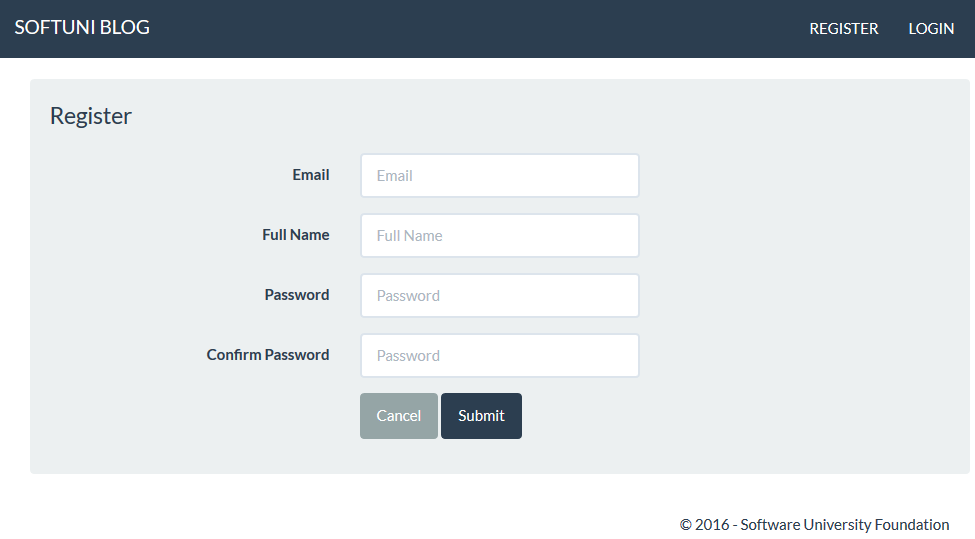 SOFTUNI BLOG REGISTER LOGIN
Register
Email Email
Full Name Full Name
Password Password
Confirm Password Password
Cancel Submit
© 2016 - Software University Foundation